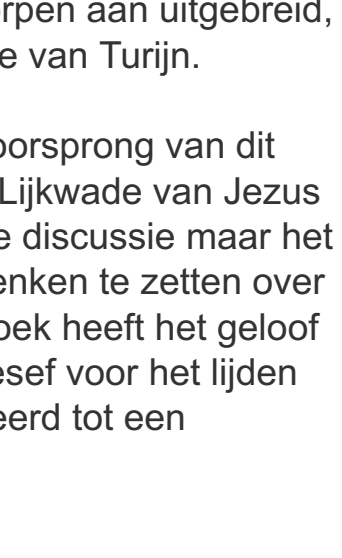 rpen aan uitgebreid,
e van Turijn.
oorsprong van dit
Lijkwade van Jezus
e discussie maar het
enken te zetten over
oek heeft het geloof
esef voor het lijden
eerd tot een